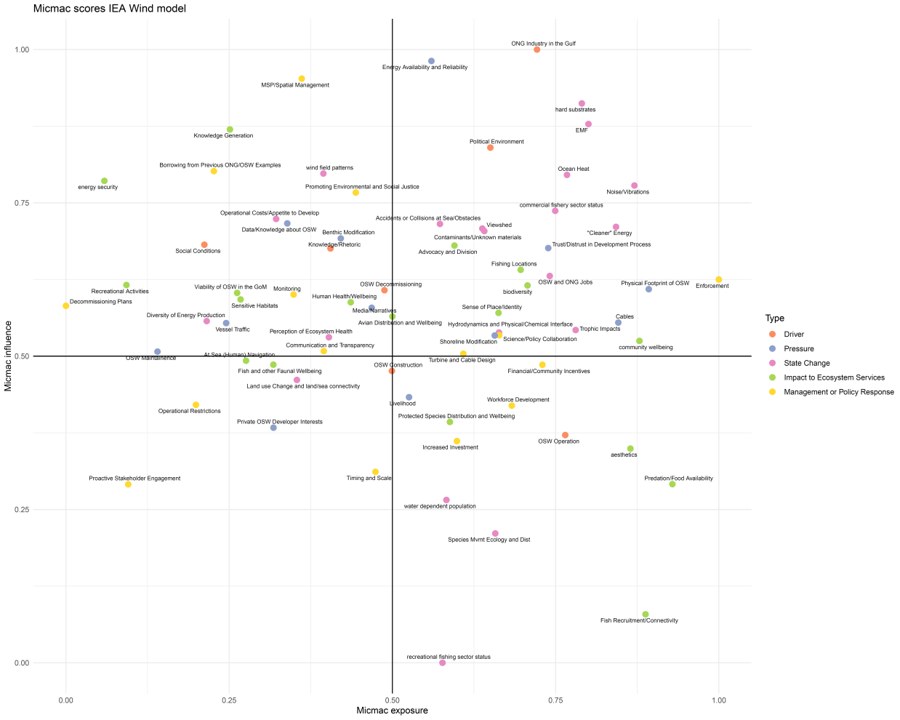 Micmac scores IEA Wind model
ONG Industry in the Gulf
1.00
Energy Availability and Reliability
MSP/Spatial Management
hard substrates
EMF
Knowledge Generation
Political Environment
Borrowing from Previous ONG/OSW Examples
wind field patterns
Ocean Heat
energy security
Promoting Environmental and Social Justice
Noise/Vibrations
0.75
commercial fishery sector status
Operational Costs/Appetite to Develop
Accidents or Collisions at Sea/Obstacles
Viewshed
Data/Knowledge about OSW
Benthic Modification
Contaminants/Unknown materials
"Cleaner" Energy
Social Conditions
Knowledge/Rhetoric
Advocacy and Division
Trust/Distrust in Development Process
Fishing Locations
OSW and ONG Jobs
Physical Footprint of OSW
Enforcement
Recreational Activities
Viability of OSW in the GoM
Monitoring
OSW Decommissioning
biodiversity
Decommissioning Plans
Sensitive Habitats
Human Health/Wellbeing
Media/Narratives
Sense of Place/Identity
Diversity of Energy Production
Vessel Traffic
Avian Distribution and Wellbeing
Hydrodynamics and Physical/Chemical Interface
Cables
Perception of Ecosystem Health
Science/Policy Collaboration
Trophic Impacts
Shoreline Modification
Communication and Transparency
community wellbeing
0.50
OSW Maintainence
At Sea (Human) Navigation
Turbine and Cable Design
Fish and other Faunal Wellbeing
OSW Construction
Financial/Community Incentives
Land use Change and land/sea connectivity
Operational Restrictions
Livelihood
Workforce Development
Private OSW Developer Interests
Protected Species Distribution and Wellbeing
Increased Investment
OSW Operation
aesthetics
Proactive Stakeholder Engagement
Timing and Scale
Predation/Food Availability
0.25
water dependent population
Species Mvmt Ecology and Dist
Fish Recruitment/Connectivity
recreational fishing sector status
0.00
0.00
0.25
0.50
0.75
1.00
Micmac exposure
Micmac influence
Type
Driver
Pressure
State Change
Impact to Ecosystem Services
Management or Policy Response